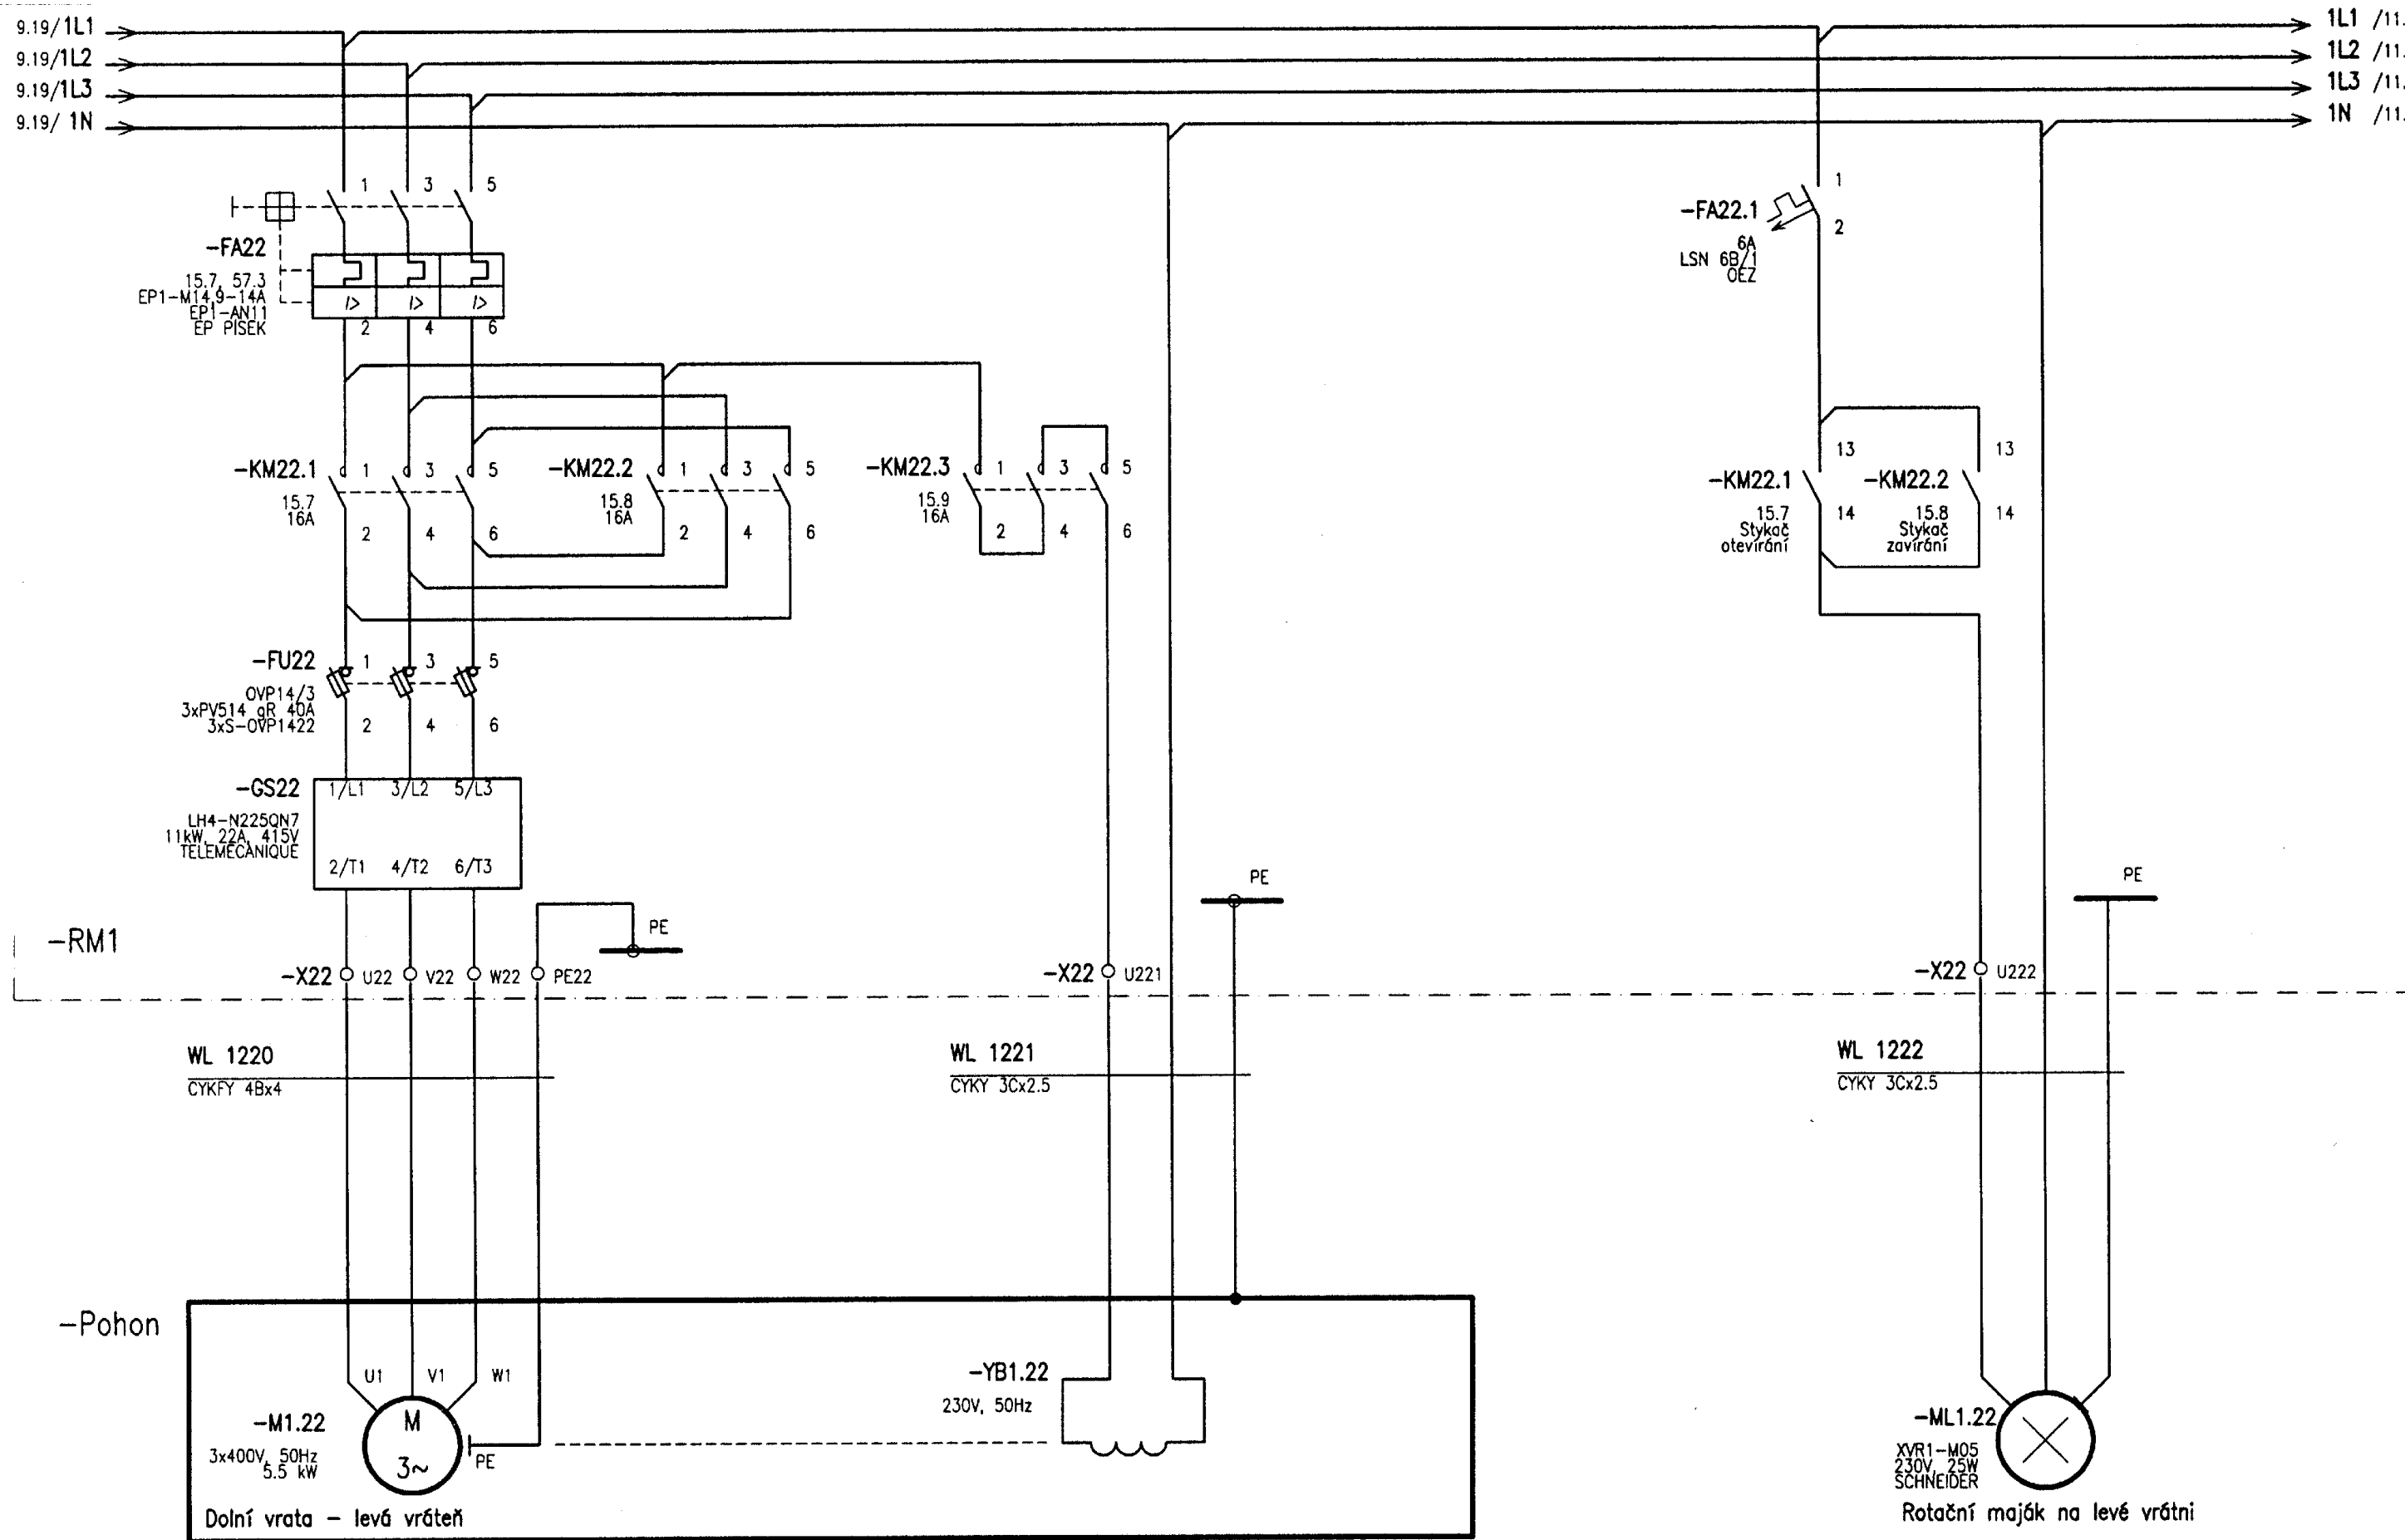 9.19/1L1
1L1 /11.
9.19/1L2
1L2 /11.
9.19/1L3
1L3 /11.
9.19/ 1N
1N /11.
1 3 5
-FA22
15.7, 57.3
EP1-M14,9-14A
EP1-AN11
EP PÍSEK
I> I> I>
2 4 6
1
-FA22.1
2
6A
LSN 6B/1
OEZ
-KM22.1 1 3 5
15.7
16A
2 4 6
-KM22.2 1 3 5
15.8
16A
2 4 6
-KM22.3 1 3 5
15.9
16A
2 4 6
13
-KM22.1
15.7
14
Stykač
otevírání
13
-KM22.2
15.8
14
Stykač
zavírání
-FU22 1 3 5
OVP14/3
3xPV514 gR 40A
3xS-OVP1422
2 4 6
-GS22 1/L1 3/L2 5/L3
LH4-N225QN7
11kW, 22A, 415V
TELEMECANIQUE
2/T1 4/T2 6/T3
PE
PE
PE
-RM1
-X22 U22 V22 W22 PE22
-X22 U221
-X22 U222
WL 1220
CYKFY 4Bx4
WL 1221
CYKY 3Cx2.5
WL 1222
CYKY 3Cx2.5
-Pohon
U1 V1 W1
-M1.22
M
3~
3x400V, 50Hz
5.5 kW
PE
-YB1.22
230V, 50Hz
-ML1.22
XVR1-M05
230V, 25W
SCHNEIDER
Dolní vrata - levá vráteň
Rotační maják na levé vrátni